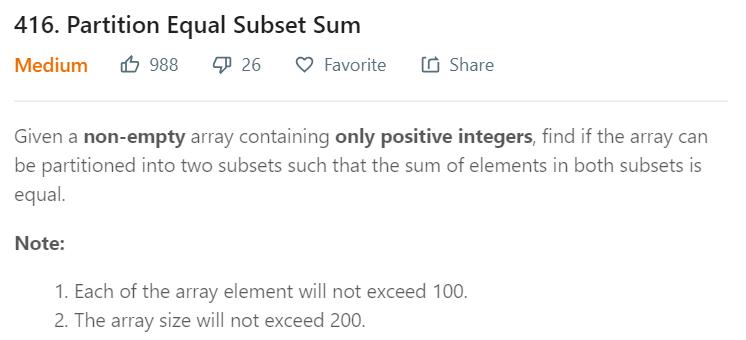 416. Partition Equal Subset Sum
Medium 988 26 Favorite Share
Given a non-empty array containing only positive integers, find if the array can
be partitioned into two subsets such that the sum of elements in both subsets is
equal.
Note:
1. Each of the array element will not exceed 100.
2. The array size will not exceed 200.